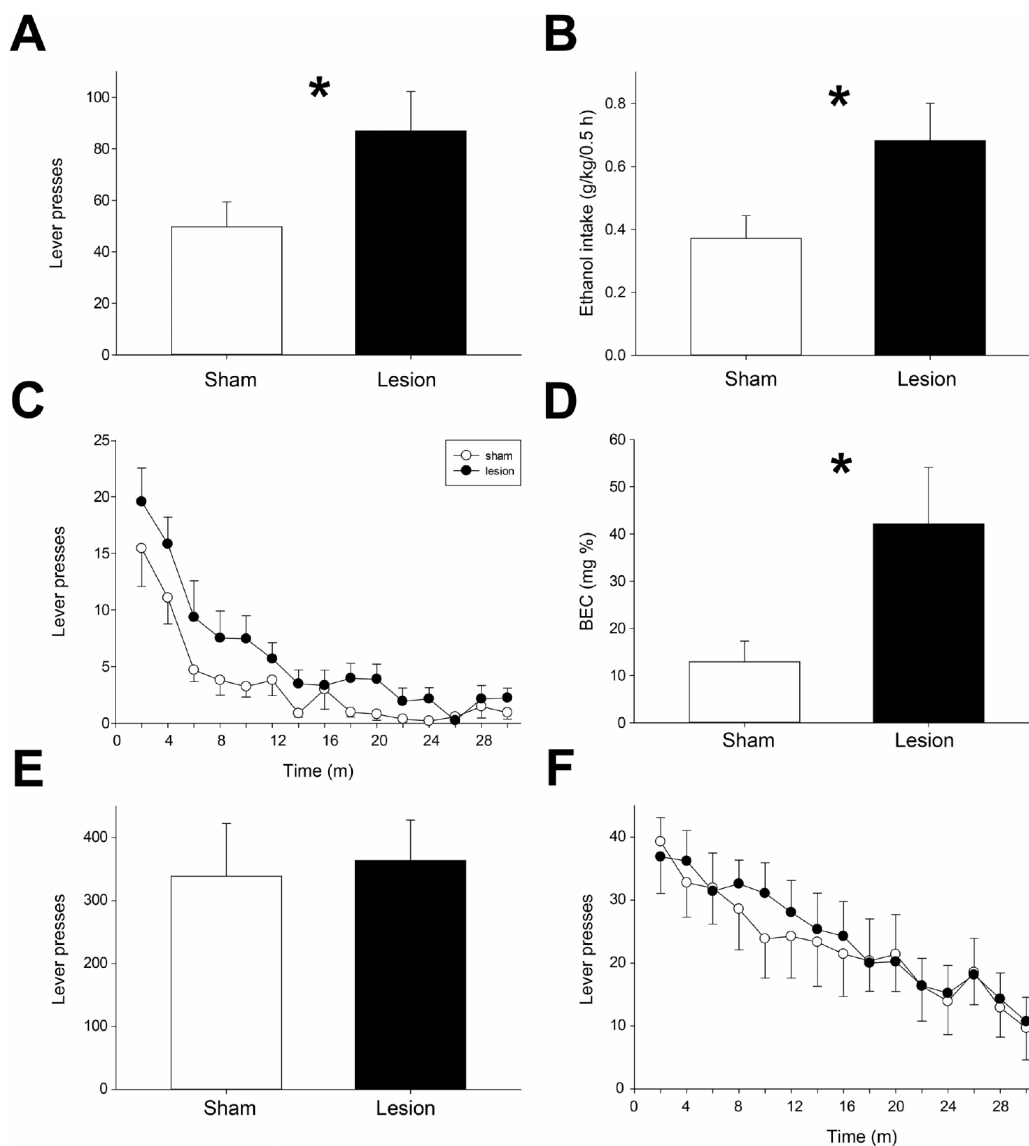 A
Lever presses
100
80
60
40
20
0
*
Sham
Lesion
B
Ethanol intake (g/kg/0.5 h)
0.8
0.6
0.4
0.2
0.0
*
Sham
Lesion
C
Lever presses
25
20
15
10
5
0
sham
lesion
0 4 8 12 16 20 24 28
Time (m)
D
BEC (mg %)
60
50
40
30
20
10
0
*
Sham
Lesion
E
Lever presses
400
300
200
100
0
Sham
Lesion
F
Lever presses
40
30
20
10
0
0 4 8 12 16 20 24 28
Time (m)